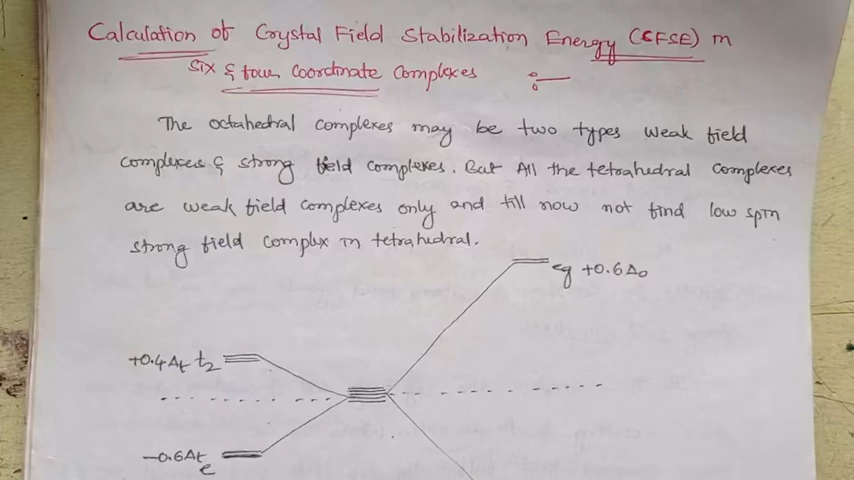 Calculation of Crystal Field Stabilization Energy (CFSE) in
six & four coordinate complexes
The octahedral complexes may be two types weak field
complexes & strong field complexes. But All the tetrahedral complexes
are weak field complexes only and till now not find low spin
strong field complex in tetrahedral.
eg +0.6Δo
+0.4Δt t2
-0.6Δt
e